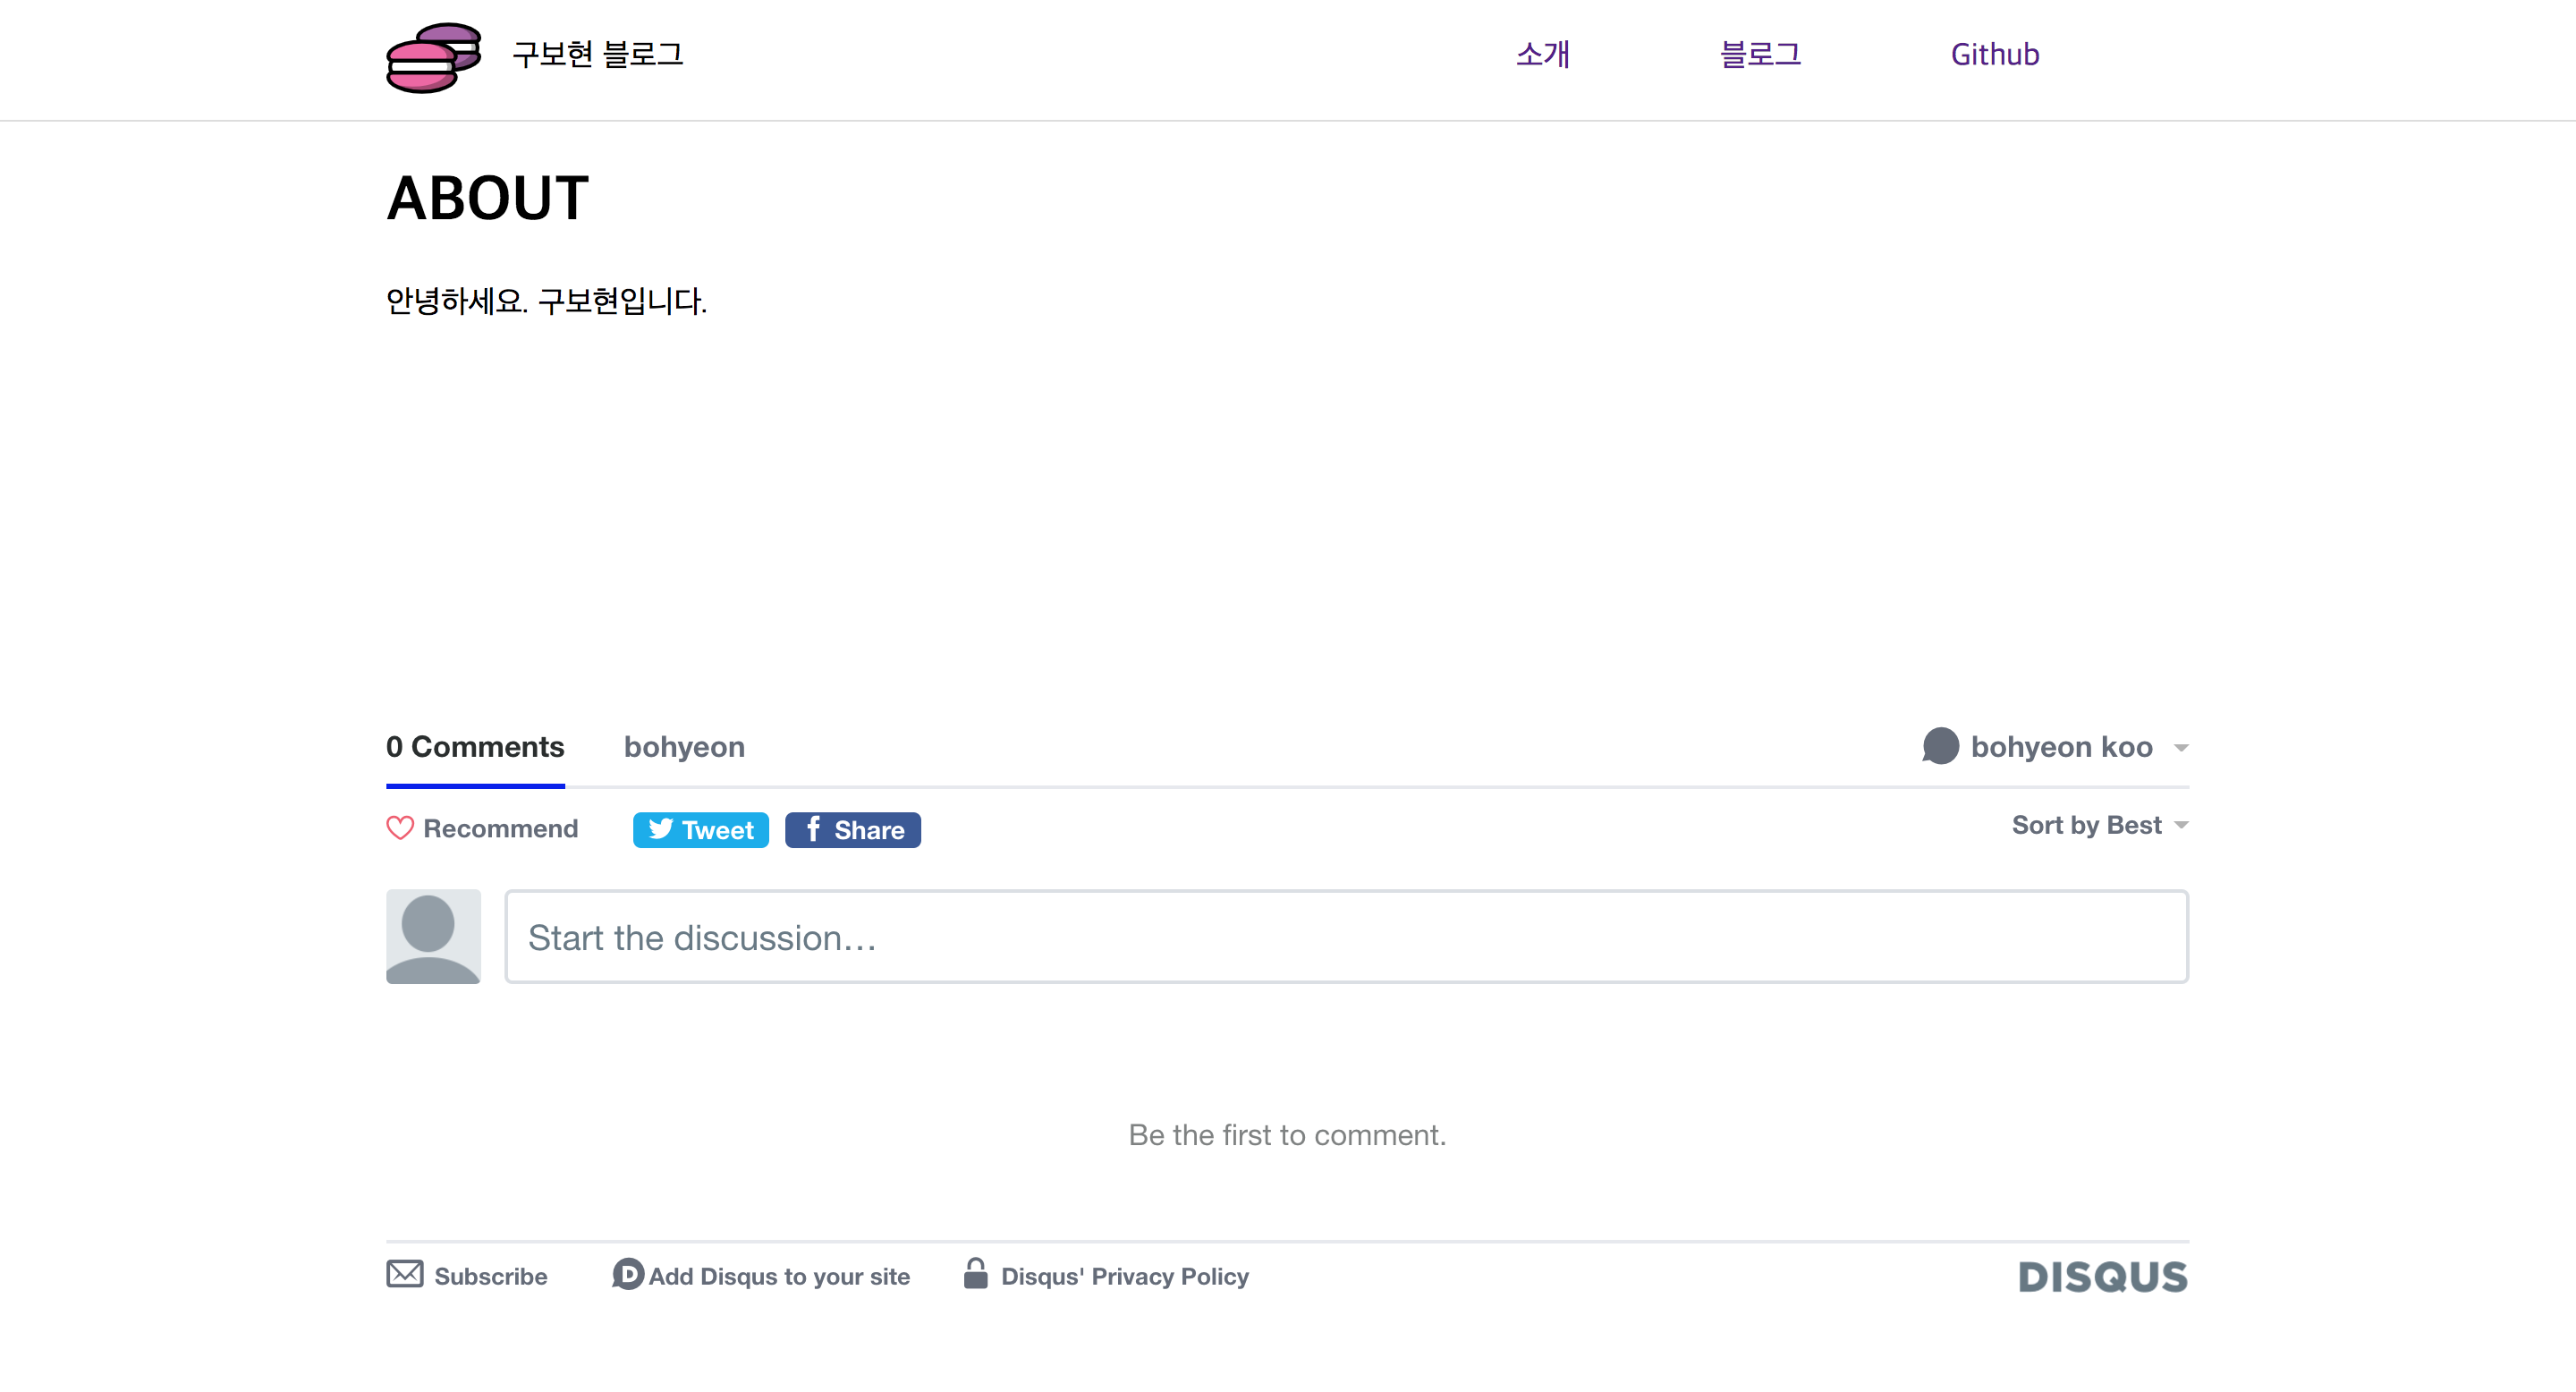 구보현 블로그 소개 블로그 Github
ABOUT
안녕하세요. 구보현입니다.
0 Comments bohyeon bohyeon koo
Recommend Tweet Share Sort by Best
Start the discussion…
Be the first to comment.
Subscribe Add Disqus to your site Disqus' Privacy Policy DISQUS